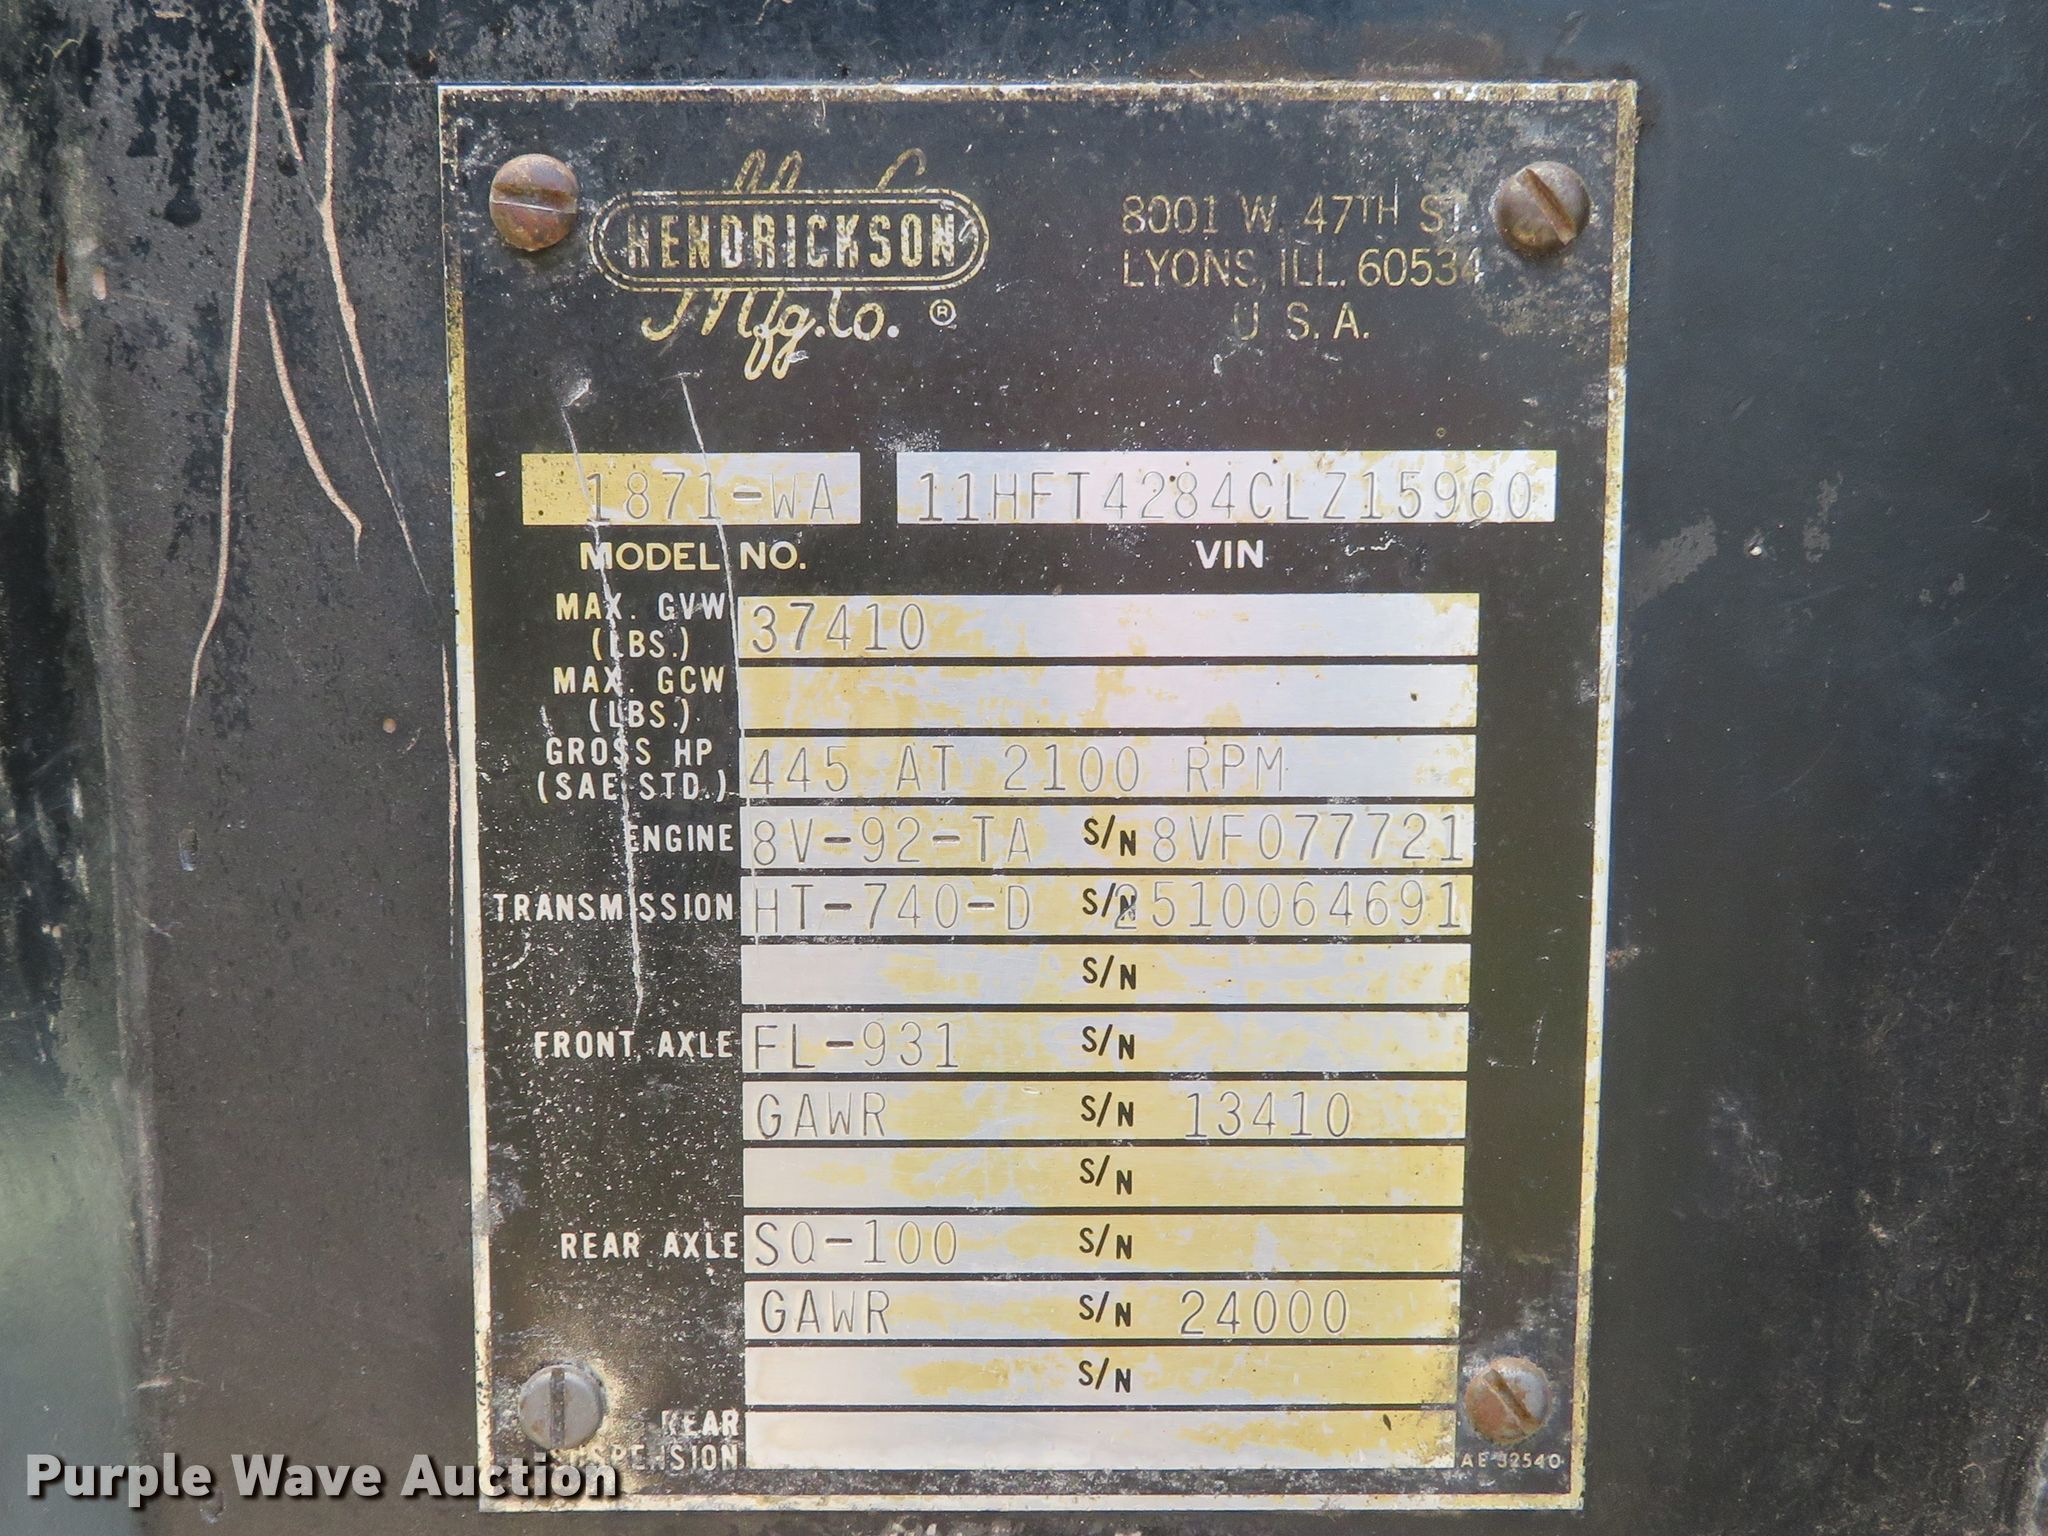 HENDRICKSON
Mfg. Co. ®
8001 W. 47TH ST.
LYONS, ILL. 60534
U.S.A.
1871-WA 11HFT4284CLZ15960
MODEL NO. VIN
MAX. GVW (LBS.) 37410
MAX. GCW (LBS.)
GROSS HP (SAE STD.) 445 AT 2100 RPM
ENGINE 8V-92-TA S/N 8VF077721
TRANSMISSION HT-740-D S/N 2510064691
S/N
FRONT AXLE FL-931 S/N
GAWR S/N 13410
S/N
REAR AXLE SQ-100 S/N
GAWR S/N 24000
S/N
REAR SUSPENSION
AE 32540
Purple Wave Auction